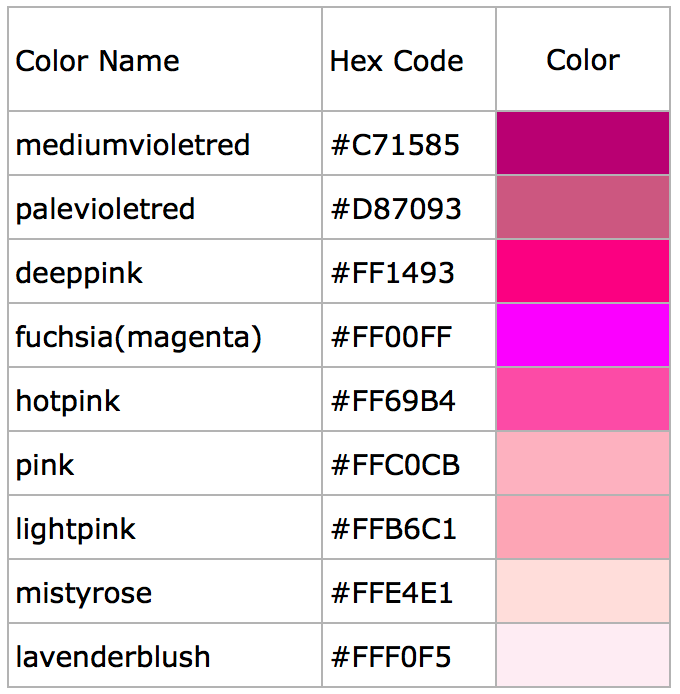 Color Name Hex Code Color
mediumvioletred #C71585
palevioletred #D87093
deeppink #FF1493
fuchsia(magenta) #FF00FF
hotpink #FF69B4
pink #FFC0CB
lightpink #FFB6C1
mistyrose #FFE4E1
lavenderblush #FFF0F5